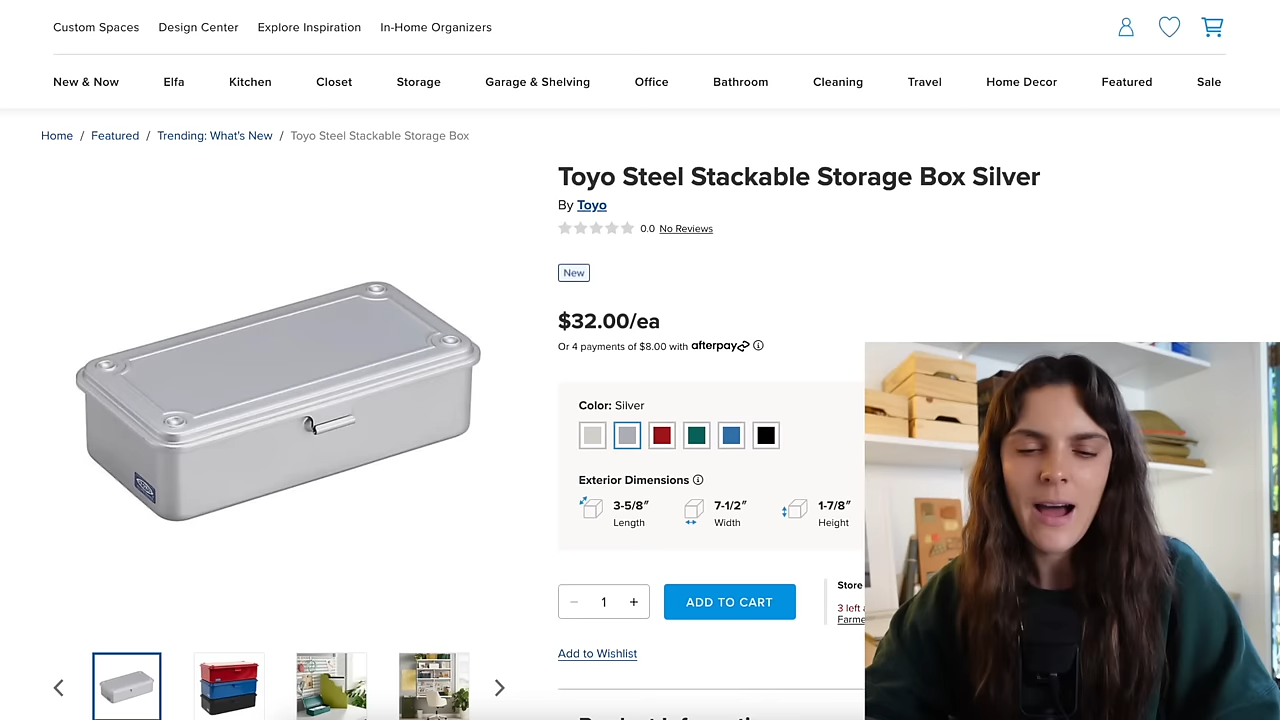 Custom Spaces Design Center Explore Inspiration In-Home Organizers
New & Now Elfa Kitchen Closet Storage Garage & Shelving Office Bathroom Cleaning Travel Home Decor Featured Sale
Home / Featured / Trending: What's New / Toyo Steel Stackable Storage Box
Toyo Steel Stackable Storage Box Silver
By Toyo
0.0 No Reviews
New
$32.00/ea
Or 4 payments of $8.00 with afterpay
Color: Silver
Exterior Dimensions
3-5/8″ 7-1/2″ 1-7/8″
Length Width Height
− 1 + ADD TO CART
Store
3 left
Farme
Add to Wishlist